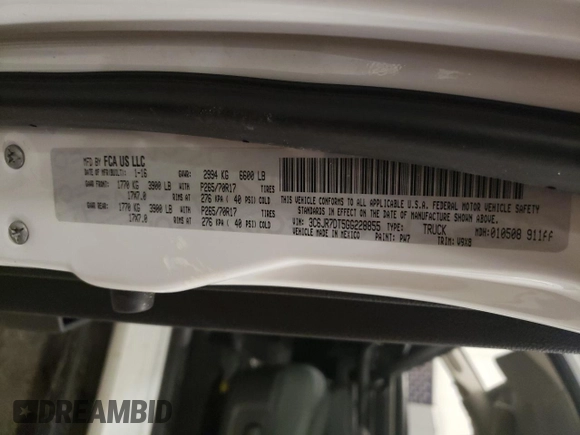 MFD BY FCA US LLC
DATE OF MFR/BUILT: 1-16 GVWR: 2994 KG 6600 LB
GAWR FRONT: 1770 KG 3900 LB WITH P265/70R17 TIRES
17X7.0 RIMS AT 276 KPA ( 40 PSI) COLD
GAWR REAR: 1770 KG 3900 LB WITH P265/70R17 TIRES
17X7.0 RIMS AT 276 KPA ( 40 PSI) COLD
THIS VEHICLE CONFORMS TO ALL APPLICABLE U.S.A. FEDERAL MOTOR VEHICLE SAFETY
STANDARDS IN EFFECT ON THE DATE OF MANUFACTURE SHOWN ABOVE.
VIN: 3C6JR7DT5GG228855 TYPE: TRUCK MDH: 010508 911FF
VEHICLE MADE IN MEXICO PAINT: PW7 TRIM: V9X8
DREAMBID